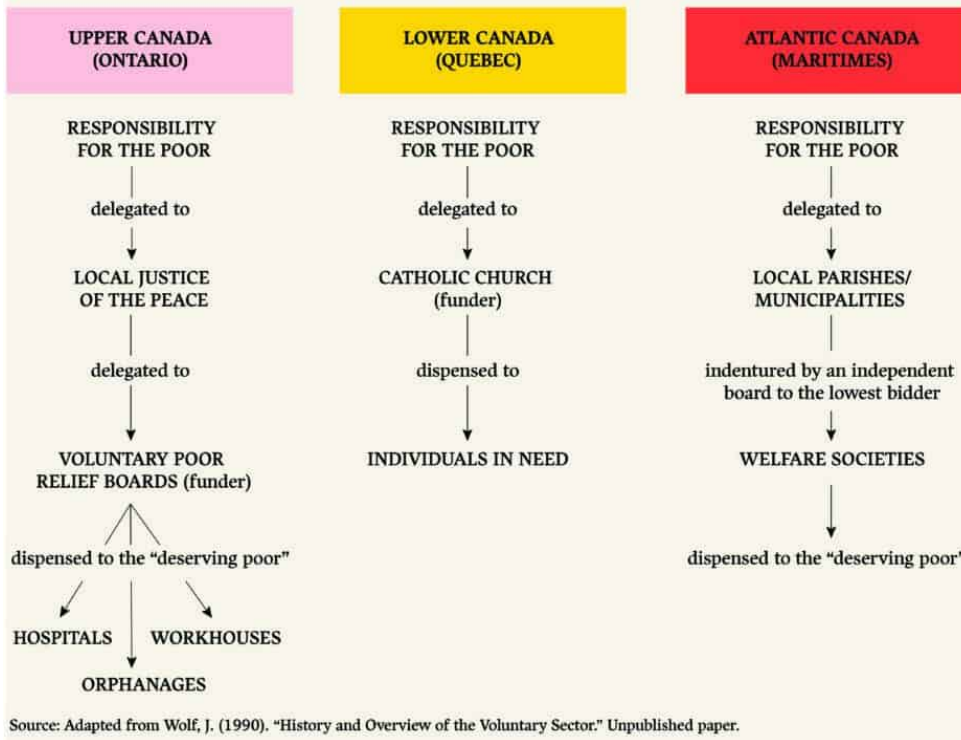 UPPER CANADA
(ONTARIO)
RESPONSIBILITY
FOR THE POOR
delegated to
LOCAL JUSTICE
OF THE PEACE
delegated to
VOLUNTARY POOR
RELIEF BOARDS (funder)
dispensed to the “deserving poor”
HOSPITALS
WORKHOUSES
ORPHANAGES
LOWER CANADA
(QUEBEC)
RESPONSIBILITY
FOR THE POOR
delegated to
CATHOLIC CHURCH
(funder)
dispensed to
INDIVIDUALS IN NEED
ATLANTIC CANADA
(MARITIMES)
RESPONSIBILITY
FOR THE POOR
delegated to
LOCAL PARISHES/
MUNICIPALITIES
indentured by an independent
board to the lowest bidder
WELFARE SOCIETIES
dispensed to the “deserving poor”
Source: Adapted from Wolf, J. (1990). “History and Overview of the Voluntary Sector.” Unpublished paper.